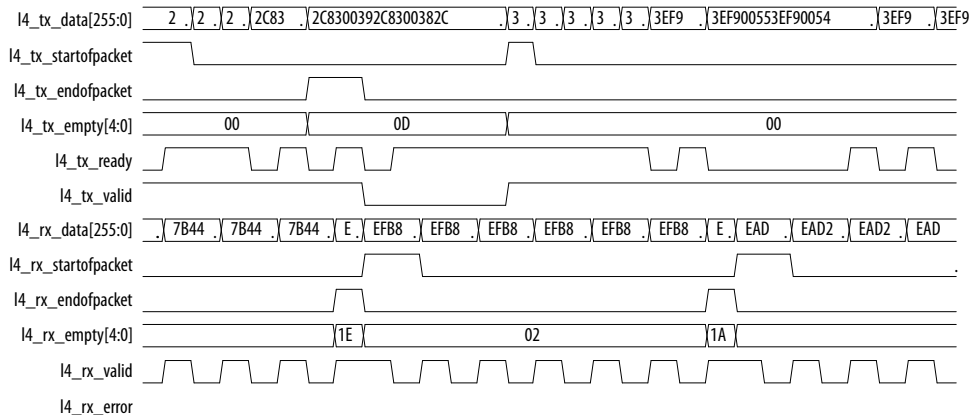 l4_tx_data[255:0] 2 . 2 . 2 . 2C83 . 2C8300392C8300382C . 3 . 3 . 3 . 3 . 3 . 3EF9 . 3EF900553EF90054 . 3EF9 . 3EF9
l4_tx_startofpacket
l4_tx_endofpacket
l4_tx_empty[4:0] 00 0D 00
l4_tx_ready
l4_tx_valid
l4_rx_data[255:0] . 7B44 . 7B44 . 7B44 . E . EFB8 . EFB8 . EFB8 . EFB8 . EFB8 . EFB8 . E . EAD . EAD2 . EAD2 . EAD
l4_rx_startofpacket .
l4_rx_endofpacket
l4_rx_empty[4:0] 1E 02 1A
l4_rx_valid
l4_rx_error